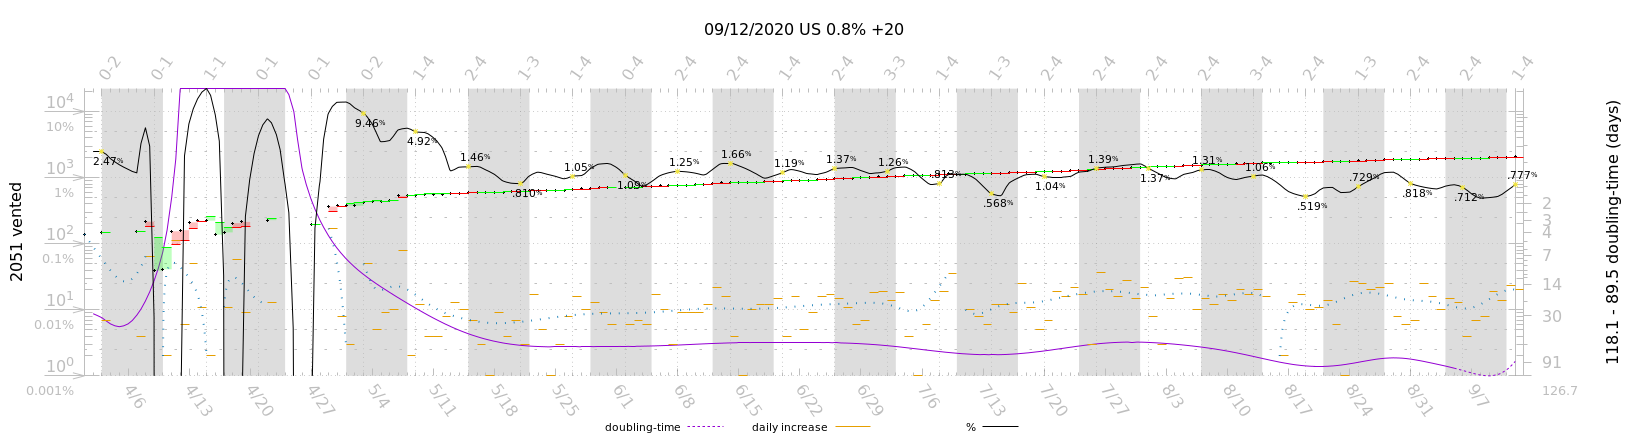 09/12/2020 US 0.8% +20
0-2 0-1 1-1 0-1 0-1 0-2 1-4 2-4 1-3 1-4 0-4 2-4 2-4 1-4 2-4 3-3 1-4 1-3 2-4 2-4 2-4 2-4 3-4 1-3 2-4 2-4 1-4
10⁴
10%
10³
1%
10²
0.1%
10¹
0.01%
10⁰
0.001%
2051 vented
2.47% 9.46% 4.92% 1.46% .810% 1.05% 1.09% 1.25% 1.66% 1.19% 1.37% 1.26% .813% .568% 1.04% 1.39% 1.37% 1.31% 1.06% .519% .729% .818% .712% .777%
2
3
4
7
14
30
91
126.7
118.1 - 89.5 doubling-time (days)
4/6 4/13 4/20 4/27 5/4 5/11 5/18 5/25 6/1 6/8 6/15 6/22 6/29 7/6 7/13 7/20 7/27 8/3 8/10 8/17 8/24 8/31 9/7
doubling-time daily increase %